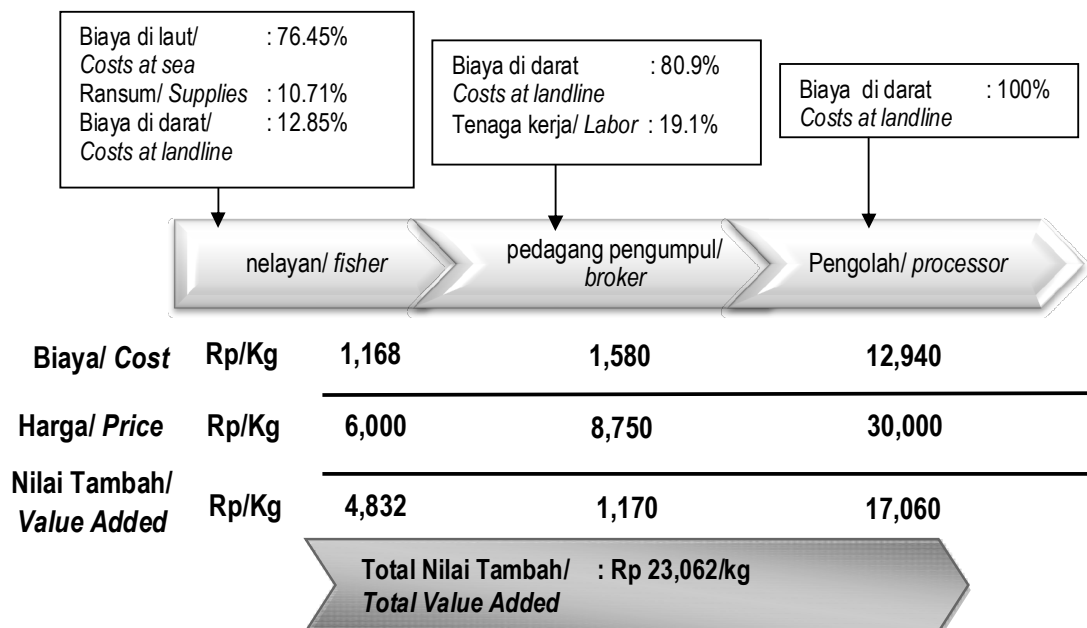 Biaya di laut/ : 76.45%
Costs at sea
Ransum/ Supplies : 10.71%
Biaya di darat/ : 12.85%
Costs at landline
Biaya di darat : 80.9%
Costs at landline
Tenaga kerja/ Labor : 19.1%
Biaya di darat : 100%
Costs at landline
nelayan/ fisher
pedagang pengumpul/
broker
Pengolah/ processor
Biaya/ Cost Rp/Kg 1,168 1,580 12,940
Harga/ Price Rp/Kg 6,000 8,750 30,000
Nilai Tambah/
Value Added Rp/Kg 4,832 1,170 17,060
Total Nilai Tambah/ : Rp 23,062/kg
Total Value Added